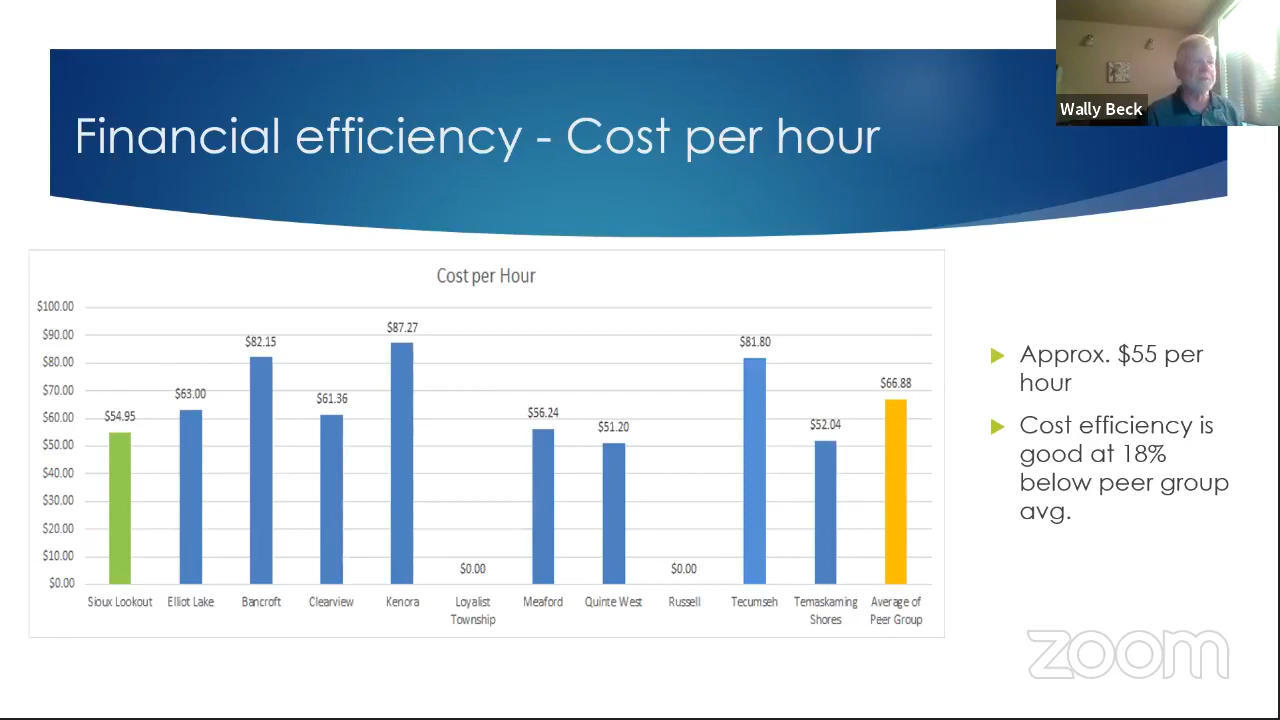 Wally Beck
Financial efficiency - Cost per hour
Cost per Hour
$100.00
$90.00
$80.00
$70.00
$60.00
$50.00
$40.00
$30.00
$20.00
$10.00
$0.00
$54.95
$63.00
$82.15
$61.36
$87.27
$0.00
$56.24
$51.20
$0.00
$81.80
$52.04
$66.88
Sioux Lookout
Elliot Lake
Bancroft
Clearview
Kenora
Loyalist
Township
Meaford
Quinte West
Russell
Tecumseh
Temaskaming
Shores
Average of
Peer Group
Approx. $55 per
hour
Cost efficiency is
good at 18%
below peer group
avg.
zoom